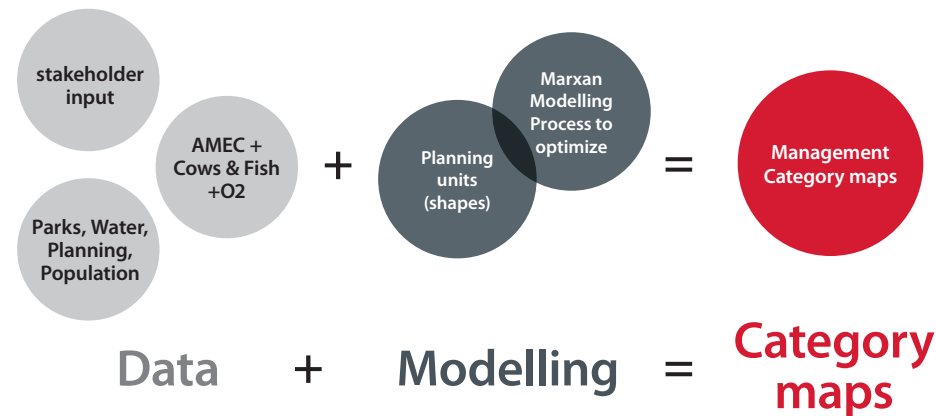 stakeholder
input
AMEC +
Cows & Fish
+O2
Parks, Water,
Planning,
Population
+
Planning
units
(shapes)
Marxan
Modelling
Process to
optimize
=
Management
Category maps
Data + Modelling = Category
maps